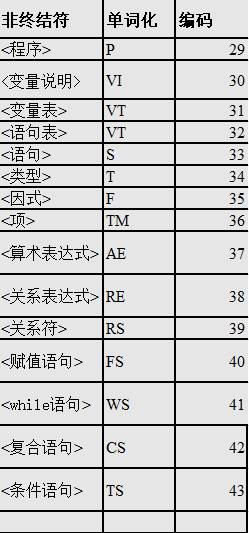 非终结符 单词化 编码
<程序> P 29
<变量说明> VI 30
<变量表> VT 31
<语句表> VT 32
<语句> S 33
<类型> T 34
<因式> F 35
<项> TM 36
<算术表达式> AE 37
<关系表达式> RE 38
<关系符> RS 39
<赋值语句> FS 40
<while语句> WS 41
<复合语句> CS 42
<条件语句> TS 43